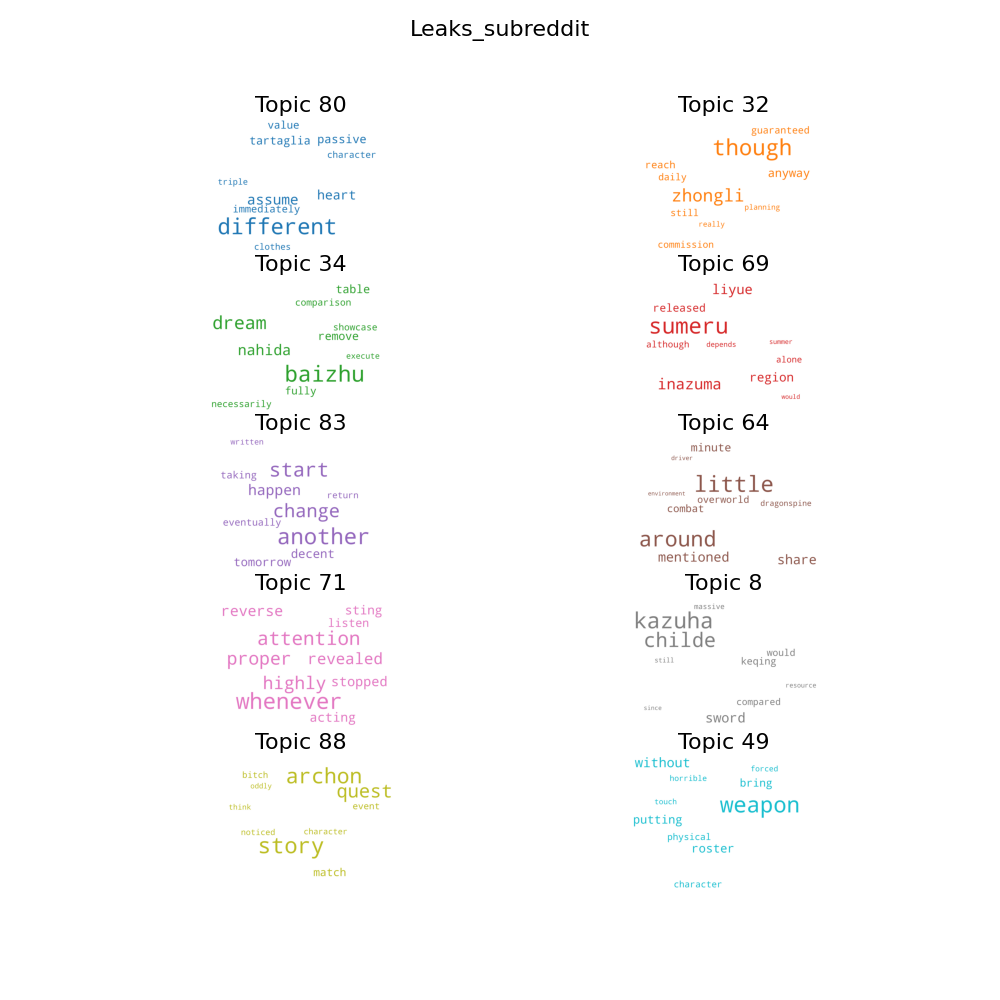 Leaks_subreddit
Topic 80
value
tartaglia passive
character
triple
assume heart
immediately
different
clothes
Topic 32
guaranteed
though
reach
daily anyway
zhongli
still planning
really
commission
Topic 34
table
comparison
dream showcase
remove
nahida execute
baizhu
fully
necessarily
Topic 69
liyue
released
sumeru
although depends summer
alone
inazuma region
would
Topic 83
written
taking start
happen return
change
eventually
another
decent
tomorrow
Topic 64
minute
driver
little
environment overworld
combat dragonspine
around
mentioned share
Topic 71
reverse sting
listen
attention
proper revealed
highly stopped
whenever
acting
Topic 8
massive
kazuha
childe
would
still keqing
resource
since compared
sword
Topic 88
bitch archon
oddly quest
think event
noticed character
story
match
Topic 49
without forced
horrible bring
touch weapon
putting
physical
roster
character